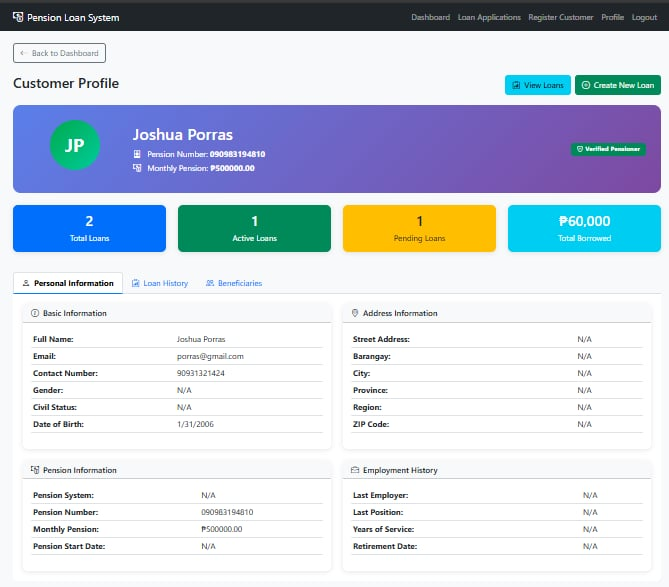 Pension Loan System Dashboard Loan Applications Register Customer Profile Logout
← Back to Dashboard
Customer Profile
View Loans Create New Loan
JP
Joshua Porras
Pension Number: 090983194810
Monthly Pension: ₱500000.00
Verified Pensioner
2
Total Loans
1
Active Loans
1
Pending Loans
₱60,000
Total Borrowed
Personal Information Loan History Beneficiaries
Basic Information
Full Name: Joshua Porras
Email: porras@gmail.com
Contact Number: 90931321424
Gender: N/A
Civil Status: N/A
Date of Birth: 1/31/2006
Address Information
Street Address: N/A
Barangay: N/A
City: N/A
Province: N/A
Region: N/A
ZIP Code: N/A
Pension Information
Pension System: N/A
Pension Number: 090983194810
Monthly Pension: ₱500000.00
Pension Start Date: N/A
Employment History
Last Employer: N/A
Last Position: N/A
Years of Service: N/A
Retirement Date: N/A